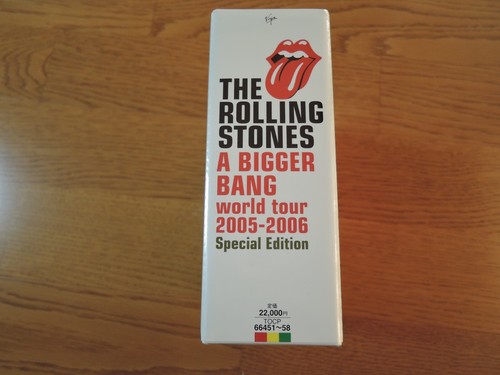 Virgin
THE
ROLLING
STONES
A BIGGER
BANG
world tour
2005-2006
Special Edition
定価
22,000円
TOCP
66451〜58